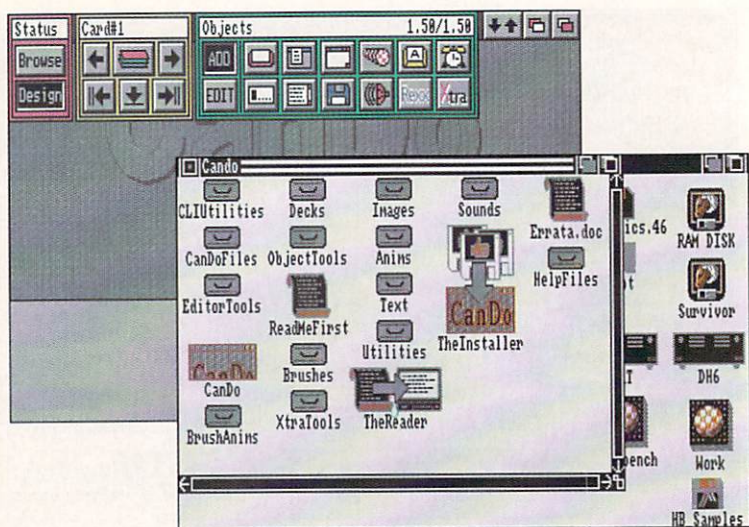 Status
Card#1
Objects 1.50/1.50
Browse
Design
ADD
A
EDIT
Rexx
Xtra
Cando
CLIUtilities
Decks
Images
Sounds
Errata.doc
ics.46
RAM DISK
CanDoFiles
ObjectTools
Anims
HelpFiles
EditorTools
ReadMeFirst
Text
CanDo
TheInstaller
Survivor
Utilities
CanDo
CanDo
Brushes
DH6
BrushAnims
XtraTools
TheReader
ench
Work
HB Samples